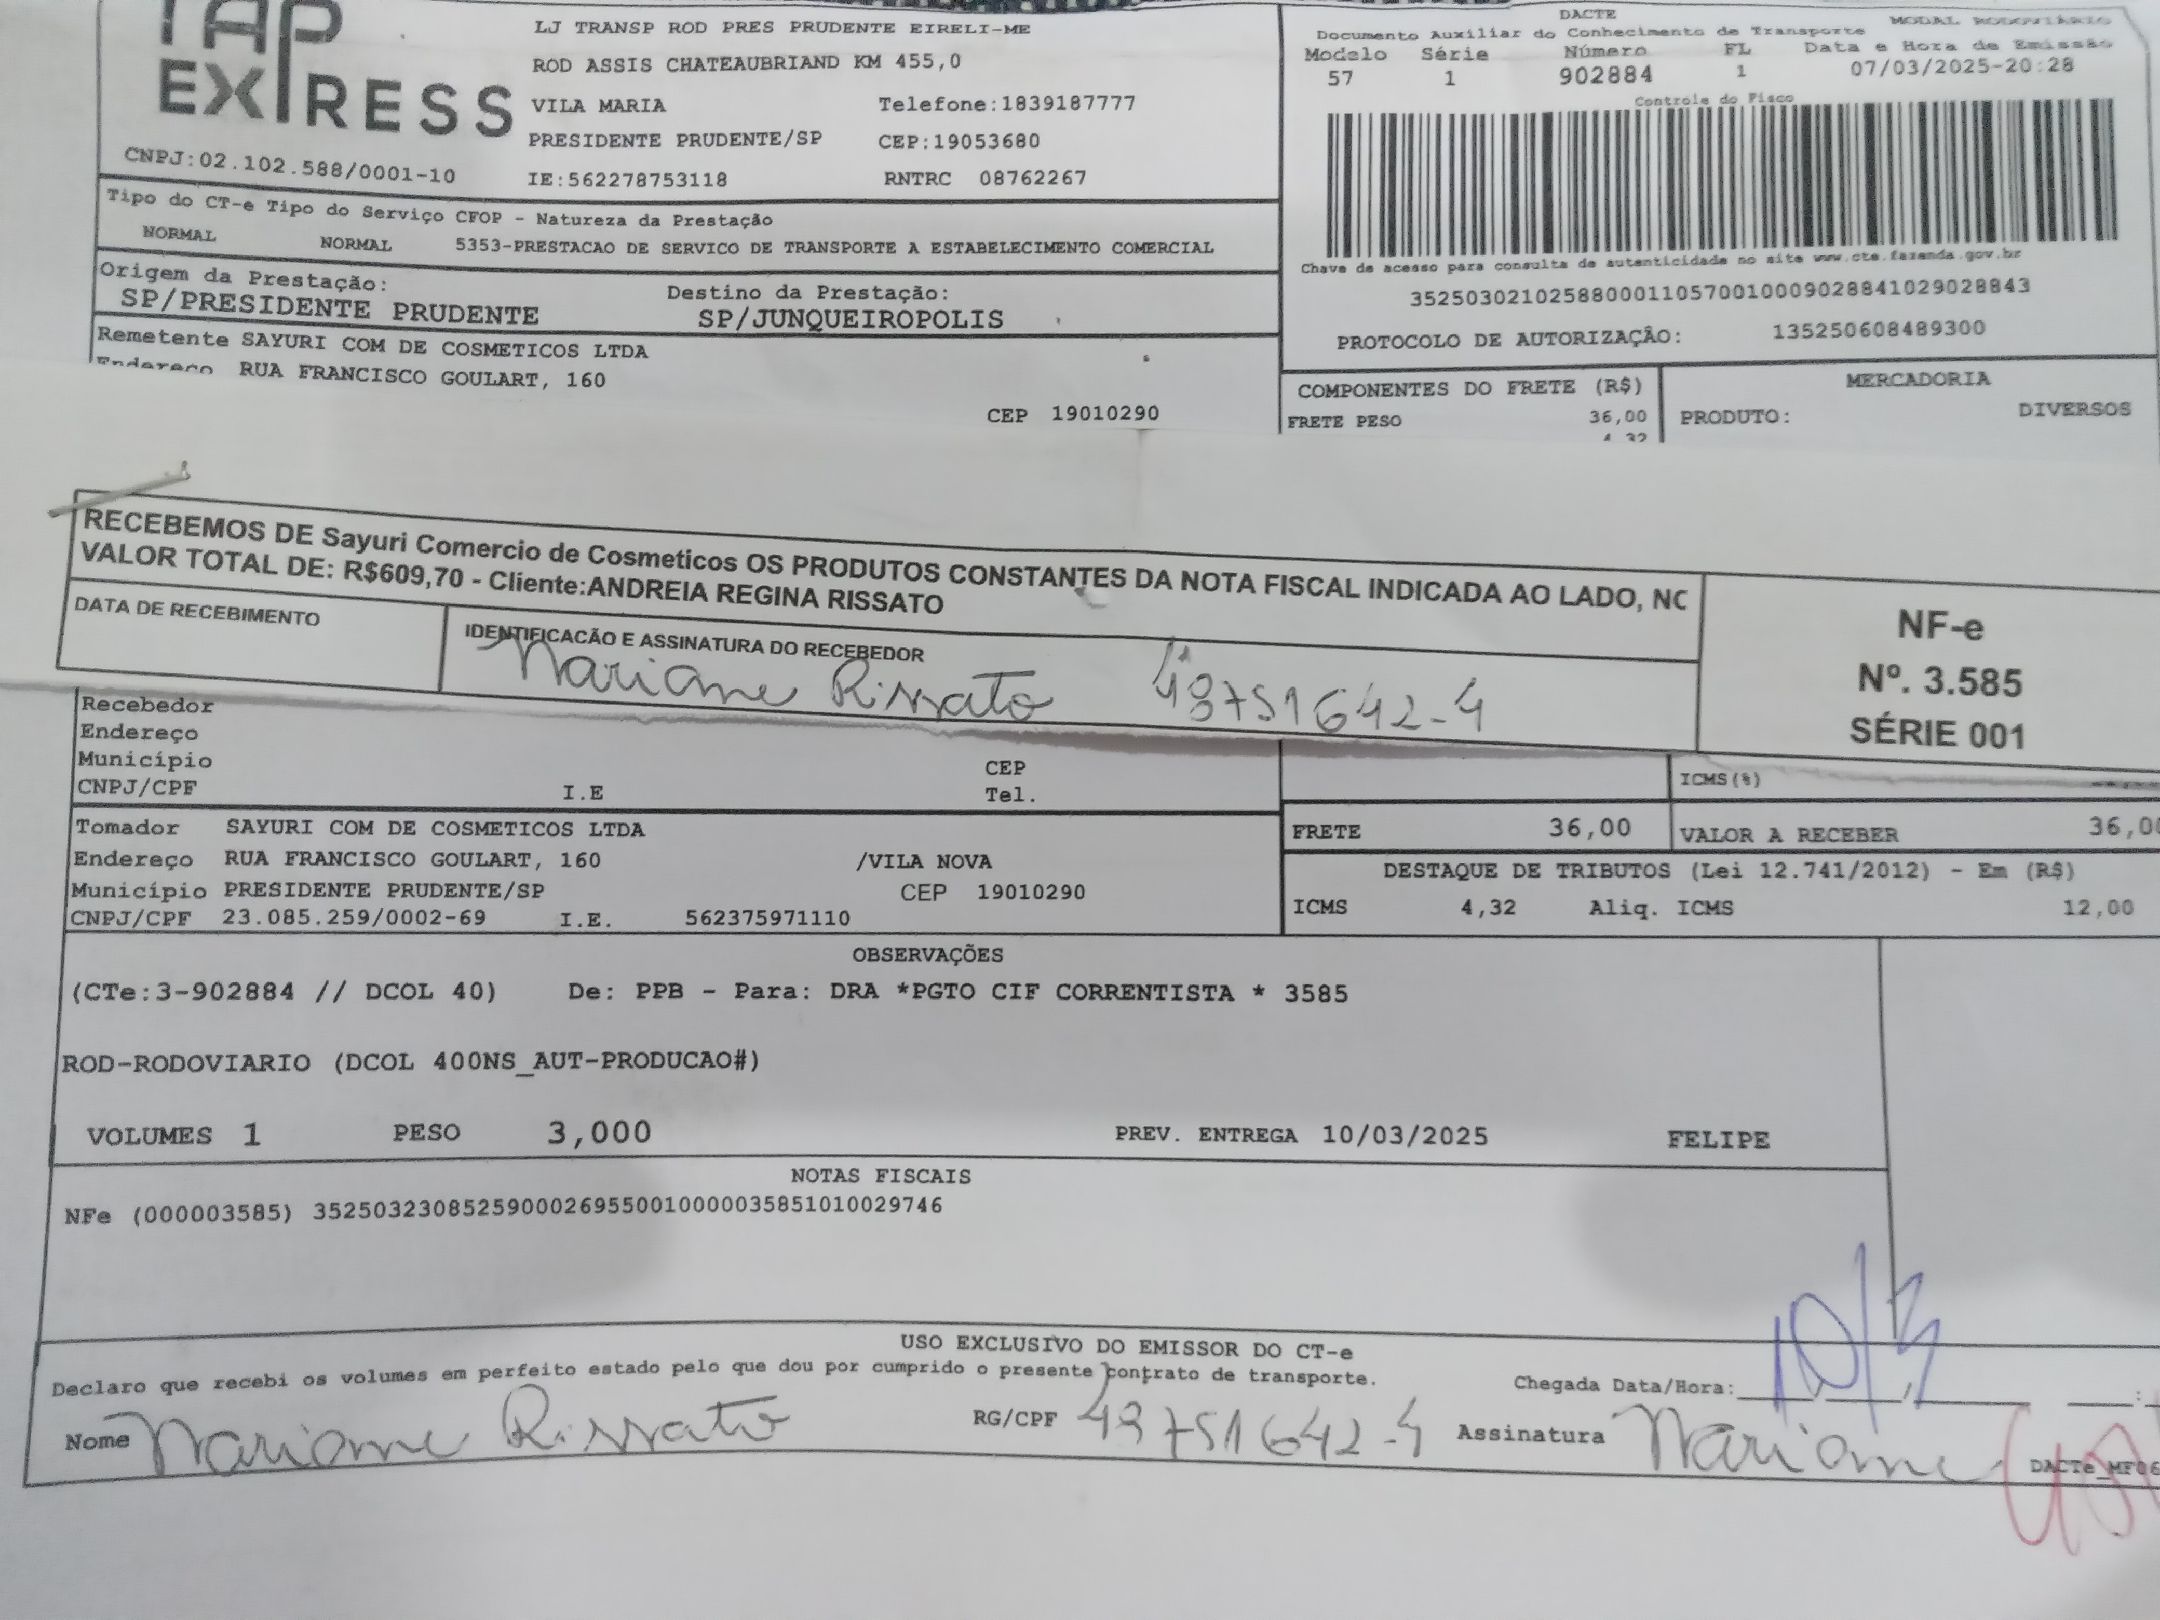 TAP
EXPRESS
LJ TRANSP ROD PRES PRUDENTE EIRELI-ME
ROD ASSIS CHATEAUBRIAND KM 455,0
VILA MARIA Telefone:1839187777
PRESIDENTE PRUDENTE/SP CEP:19053680
CNPJ:02.102.588/0001-10 IE:562278753118 RNTRC 08762267
DACTE MODAL RODOVIÁRIO
Documento Auxiliar do Conhecimento de Transporte
Modelo Série Número FL Data e Hora de Emissão
57 1 902884 1 07/03/2025-20:28
Controle do Fisco
Chave de acesso para consulta de autenticidade no site www.cte.fazenda.gov.br
35250302102588000110570010009028841029028843
PROTOCOLO DE AUTORIZAÇÃO: 135250608489300
Tipo do CT-e Tipo do Serviço CFOP - Natureza da Prestação
NORMAL NORMAL 5353-PRESTACAO DE SERVICO DE TRANSPORTE A ESTABELECIMENTO COMERCIAL
Origem da Prestação: Destino da Prestação:
SP/PRESIDENTE PRUDENTE SP/JUNQUEIROPOLIS
Remetente SAYURI COM DE COSMETICOS LTDA
Endereço RUA FRANCISCO GOULART, 160
CEP 19010290
COMPONENTES DO FRETE (R$) MERCADORIA
FRETE PESO 36,00 PRODUTO: DIVERSOS
4,32
RECEBEMOS DE Sayuri Comercio de Cosmeticos OS PRODUTOS CONSTANTES DA NOTA FISCAL INDICADA AO LADO, NO
VALOR TOTAL DE: R$609,70 - Cliente:ANDREIA REGINA RISSATO
DATA DE RECEBIMENTO IDENTIFICACÃO E ASSINATURA DO RECEBEDOR
Mariane Rissato 48751642-4
NF-e
Nº. 3.585
SÉRIE 001
Recebedor
Endereço
Município CEP
CNPJ/CPF I.E Tel.
ICMS(%)
Tomador SAYURI COM DE COSMETICOS LTDA
Endereço RUA FRANCISCO GOULART, 160 /VILA NOVA
Município PRESIDENTE PRUDENTE/SP CEP 19010290
CNPJ/CPF 23.085.259/0002-69 I.E. 562375971110
FRETE 36,00 VALOR A RECEBER 36,00
DESTAQUE DE TRIBUTOS (Lei 12.741/2012) - Em (R$)
ICMS 4,32 Aliq. ICMS 12,00
OBSERVAÇÕES
(CTe:3-902884 // DCOL 40) De: PPB - Para: DRA *PGTO CIF CORRENTISTA * 3585
ROD-RODOVIARIO (DCOL 400NS_AUT-PRODUCAO#)
VOLUMES 1 PESO 3,000 PREV. ENTREGA 10/03/2025 FELIPE
NOTAS FISCAIS
NFe (000003585) 35250323085259000269550010000035851010029746
USO EXCLUSIVO DO EMISSOR DO CT-e
Declaro que recebi os volumes em perfeito estado pelo que dou por cumprido o presente contrato de transporte.
Chegada Data/Hora: 10/3
Nome Mariane Rissato RG/CPF 48751642-4 Assinatura Mariane
DACTe_MF06